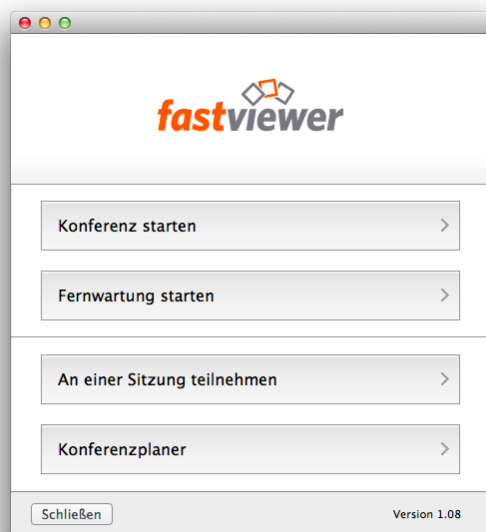 fastviewer
Konferenz starten
Fernwartung starten
An einer Sitzung teilnehmen
Konferenzplaner
Schließen
Version 1.08